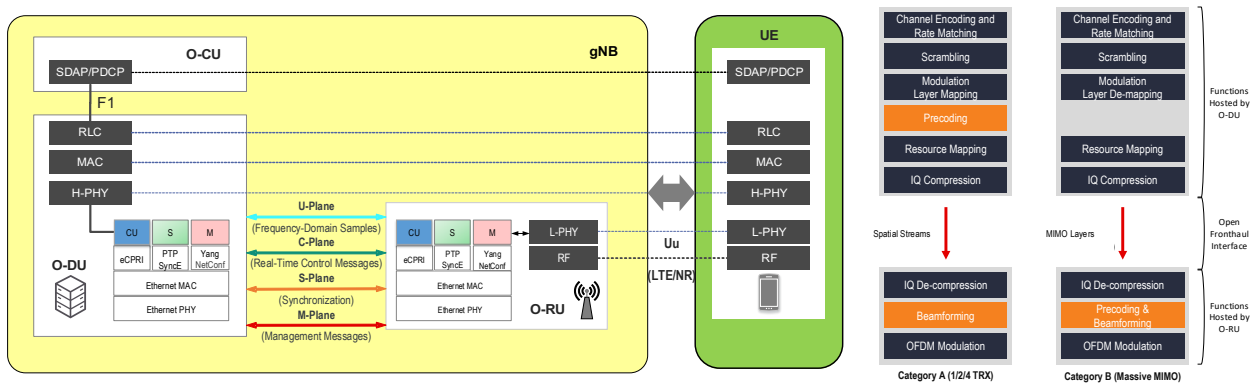 gNB
UE
O-CU
SDAP/PDCP
SDAP/PDCP
F1
RLC
RLC
MAC
MAC
H-PHY
H-PHY
U-Plane
(Frequency-Domain Samples)
C-Plane
(Real-Time Control Messages)
S-Plane
(Synchronization)
M-Plane
(Management Messages)
CU
S
M
eCPRI
PTP
SyncE
Yang
NetConf
Ethernet MAC
Ethernet PHY
O-DU
CU
S
M
eCPRI
PTP
SyncE
Yang
NetConf
Ethernet MAC
Ethernet PHY
L-PHY
RF
O-RU
Uu
(LTE/NR)
L-PHY
RF
Channel Encoding and
Rate Matching
Scrambling
Modulation
Layer Mapping
Precoding
Resource Mapping
IQ Compression
Spatial Streams
IQ De-compression
Beamforming
OFDM Modulation
Category A (1/2/4 TRX)
Channel Encoding and
Rate Matching
Scrambling
Modulation
Layer De-mapping
Resource Mapping
IQ Compression
MIMO Layers
IQ De-compression
Precoding &
Beamforming
OFDM Modulation
Category B (Massive MIMO)
Functions
Hosted by
O-DU
Open
Fronthaul
Interface
Functions
Hosted by
O-RU